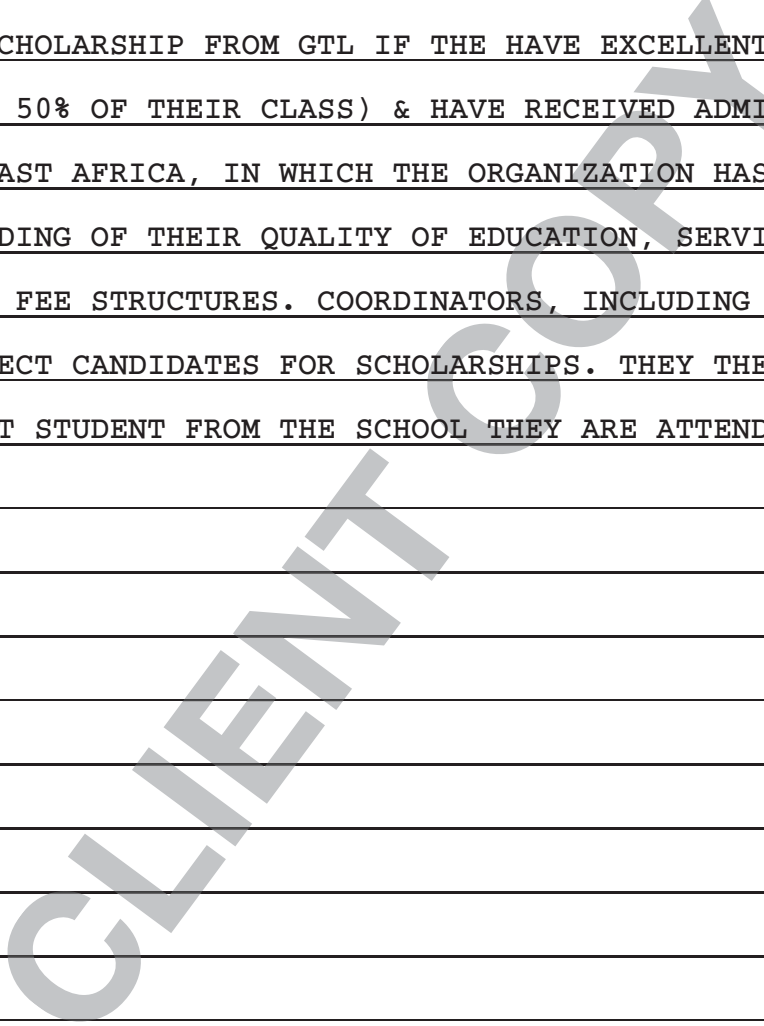 CHOLARSHIP FROM GTL IF THE HAVE EXCELLENT
50% OF THEIR CLASS) & HAVE RECEIVED ADMI
AST AFRICA, IN WHICH THE ORGANIZATION HAS
DING OF THEIR QUALITY OF EDUCATION, SERVI
FEE STRUCTURES. COORDINATORS, INCLUDING
ECT CANDIDATES FOR SCHOLARSHIPS. THEY THE
T STUDENT FROM THE SCHOOL THEY ARE ATTEND
CLIENT COPY